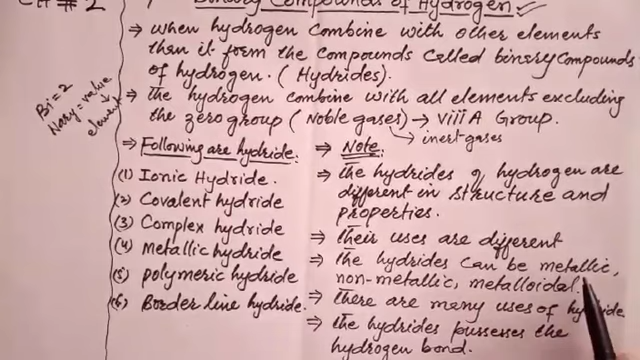 CH # 2
Binary Compounds of Hydrogen
⇒ when hydrogen combine with other elements
then it form the compounds called binary compounds
of hydrogen. (Hydrides).
Bi = 2
Nary = value
↓
element
⇒ the hydrogen combine with all elements excluding
the zero group (Noble gases) → VIII A Group.
↳ inert gases
⇒ Following are hydride:
(1) Ionic Hydride.
(2) Covalent hydride
(3) Complex hydride
(4) Metallic hydride
(5) polymeric hydride
(6) Border line hydride.
⇒ Note:
⇒ the hydrides of hydrogen are
different in structure and
properties.
⇒ their uses are different
⇒ the hydrides can be metallic,
non-metallic, metalloidal.
⇒ there are many uses of hydride
⇒ the hydrides possesses the
hydrogen bond.